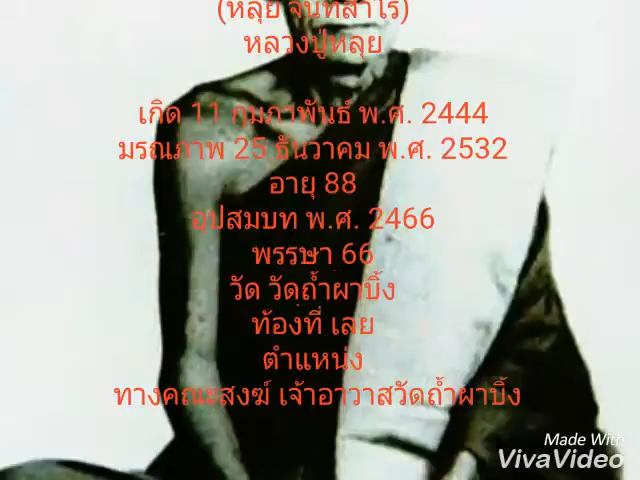 (หลุย จันทสาโร)
หลวงปู่หลุย
เกิด 11 กุมภาพันธ์ พ.ศ. 2444
มรณภาพ 25 ธันวาคม พ.ศ. 2532
อายุ 88
อุปสมบท พ.ศ. 2466
พรรษา 66
วัด วัดถ้ำผาบิ้ง
ท้องที่ เลย
ตำแหน่ง
ทางคณะสงฆ์ เจ้าอาวาสวัดถ้ำผาบิ้ง
Made With
VivaVideo